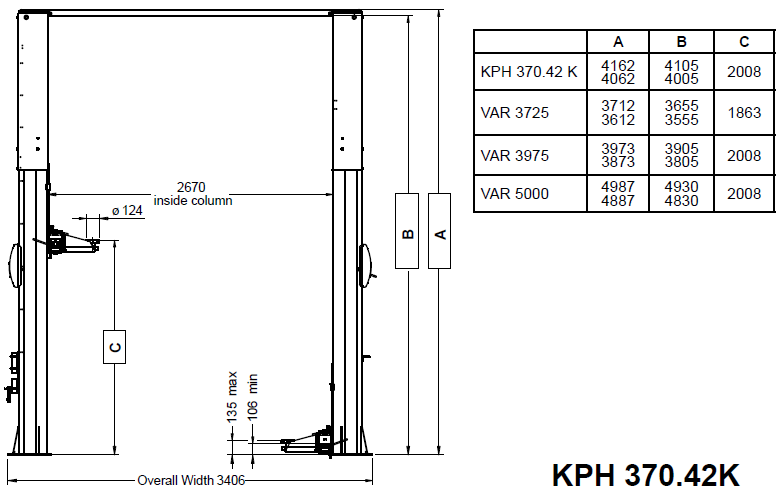 2670
inside column
ø 124
C
B
A
135 max
106 min
Overall Width 3406
A B C
KPH 370.42 K 4162 4105 2008
4062 4005
VAR 3725 3712 3655 1863
3612 3555
VAR 3975 3973 3905 2008
3873 3805
VAR 5000 4987 4930 2008
4887 4830
KPH 370.42K